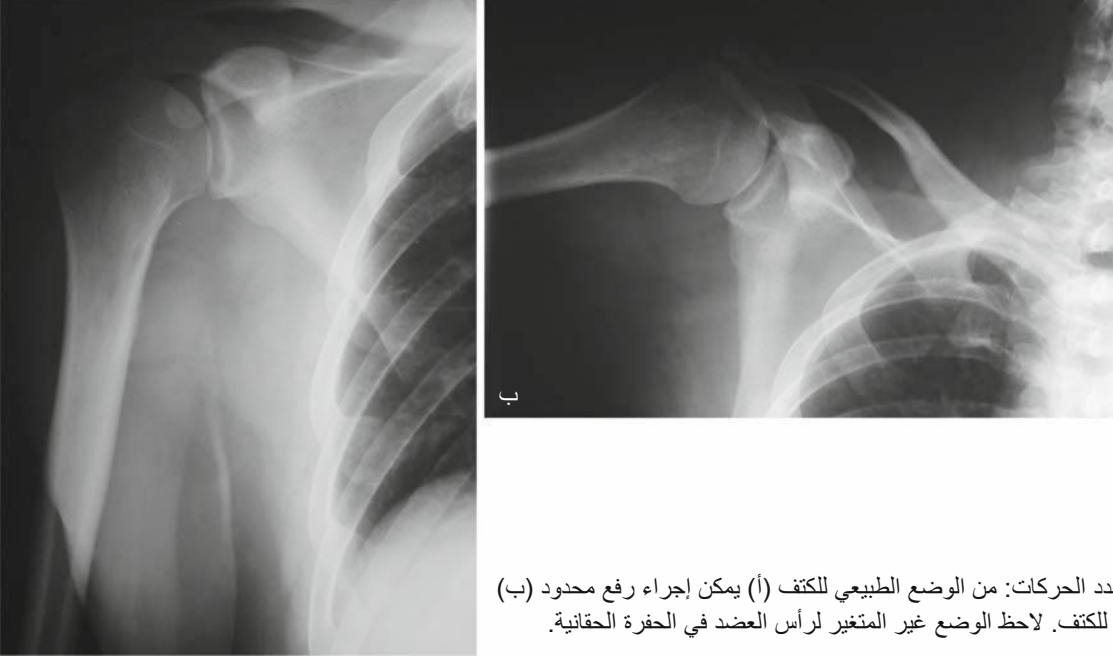 ب
دد الحركات: من الوضع الطبيعي للكتف (أ) يمكن إجراء رفع محدود (ب)
للكتف. لاحظ الوضع غير المتغير لرأس العضد في الحفرة الحقانية.